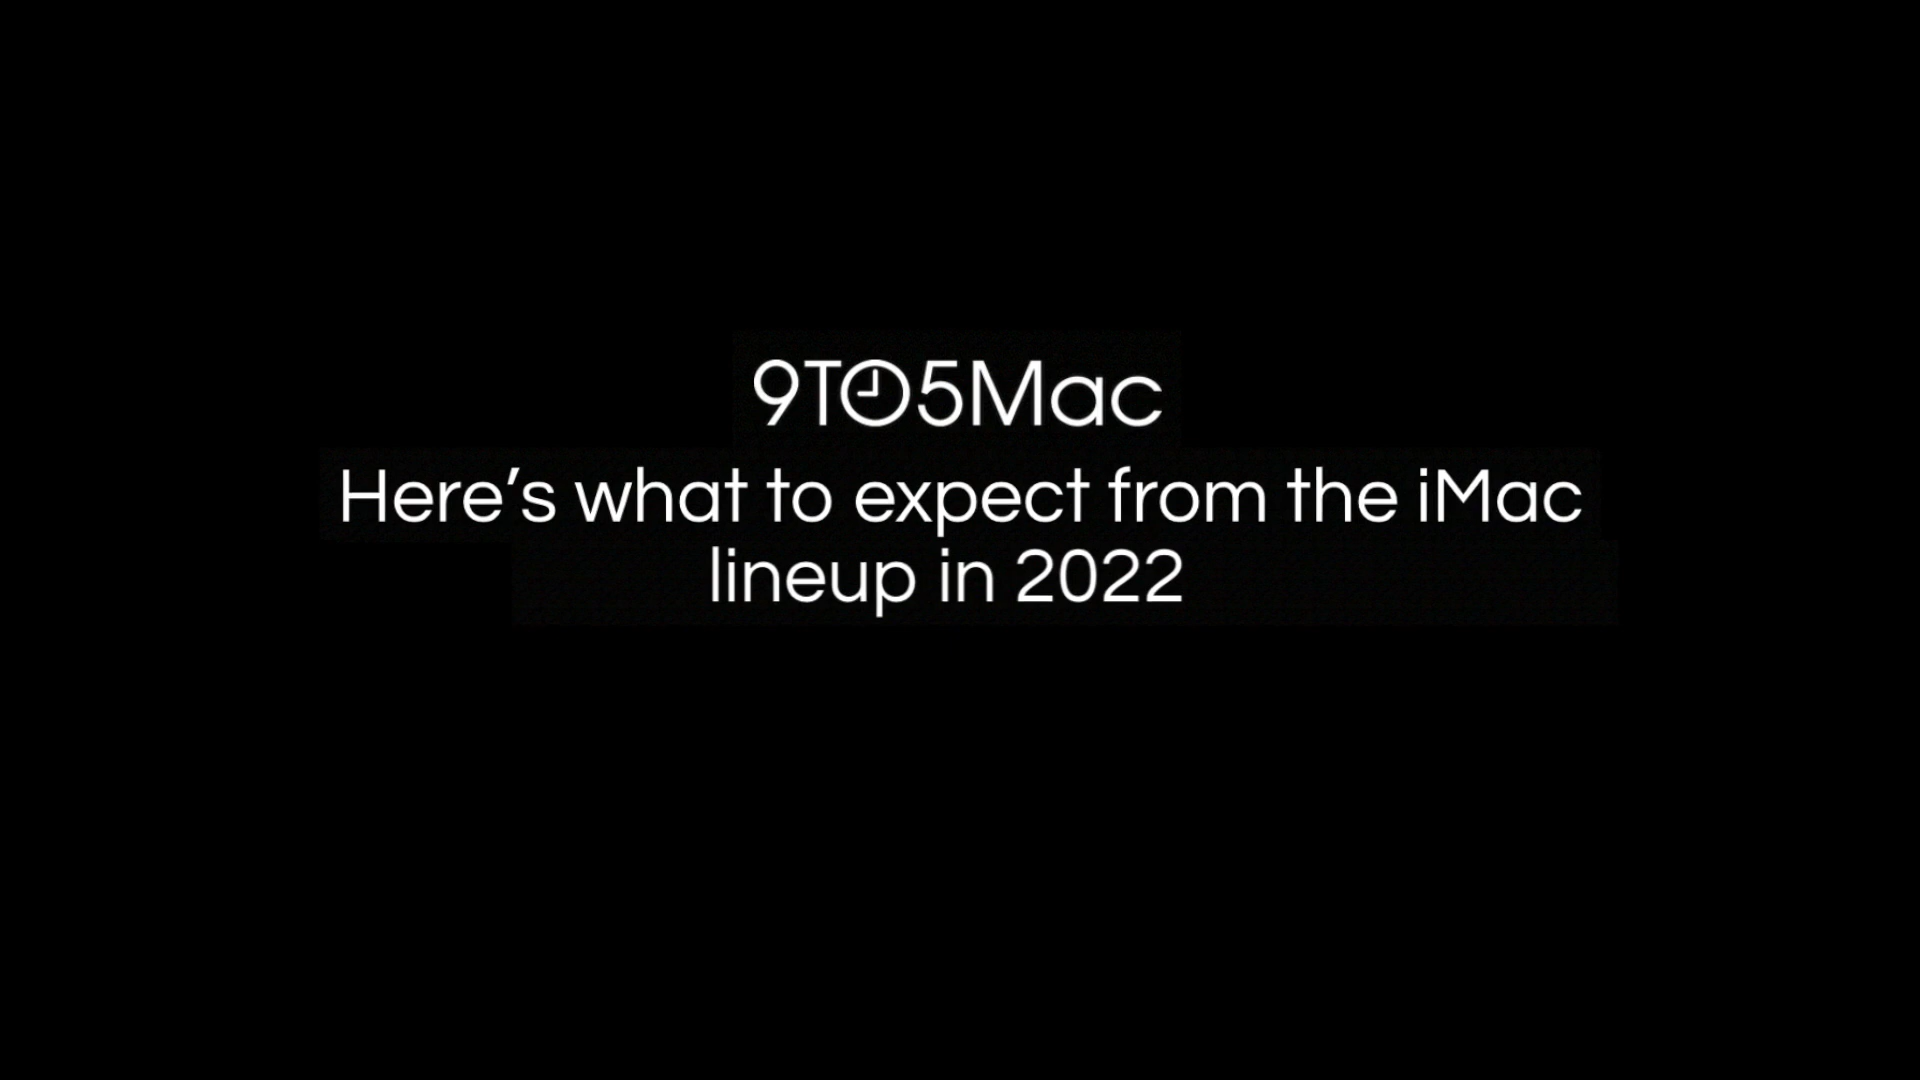 9TO5Mac
Here’s what to expect from the iMac
lineup in 2022